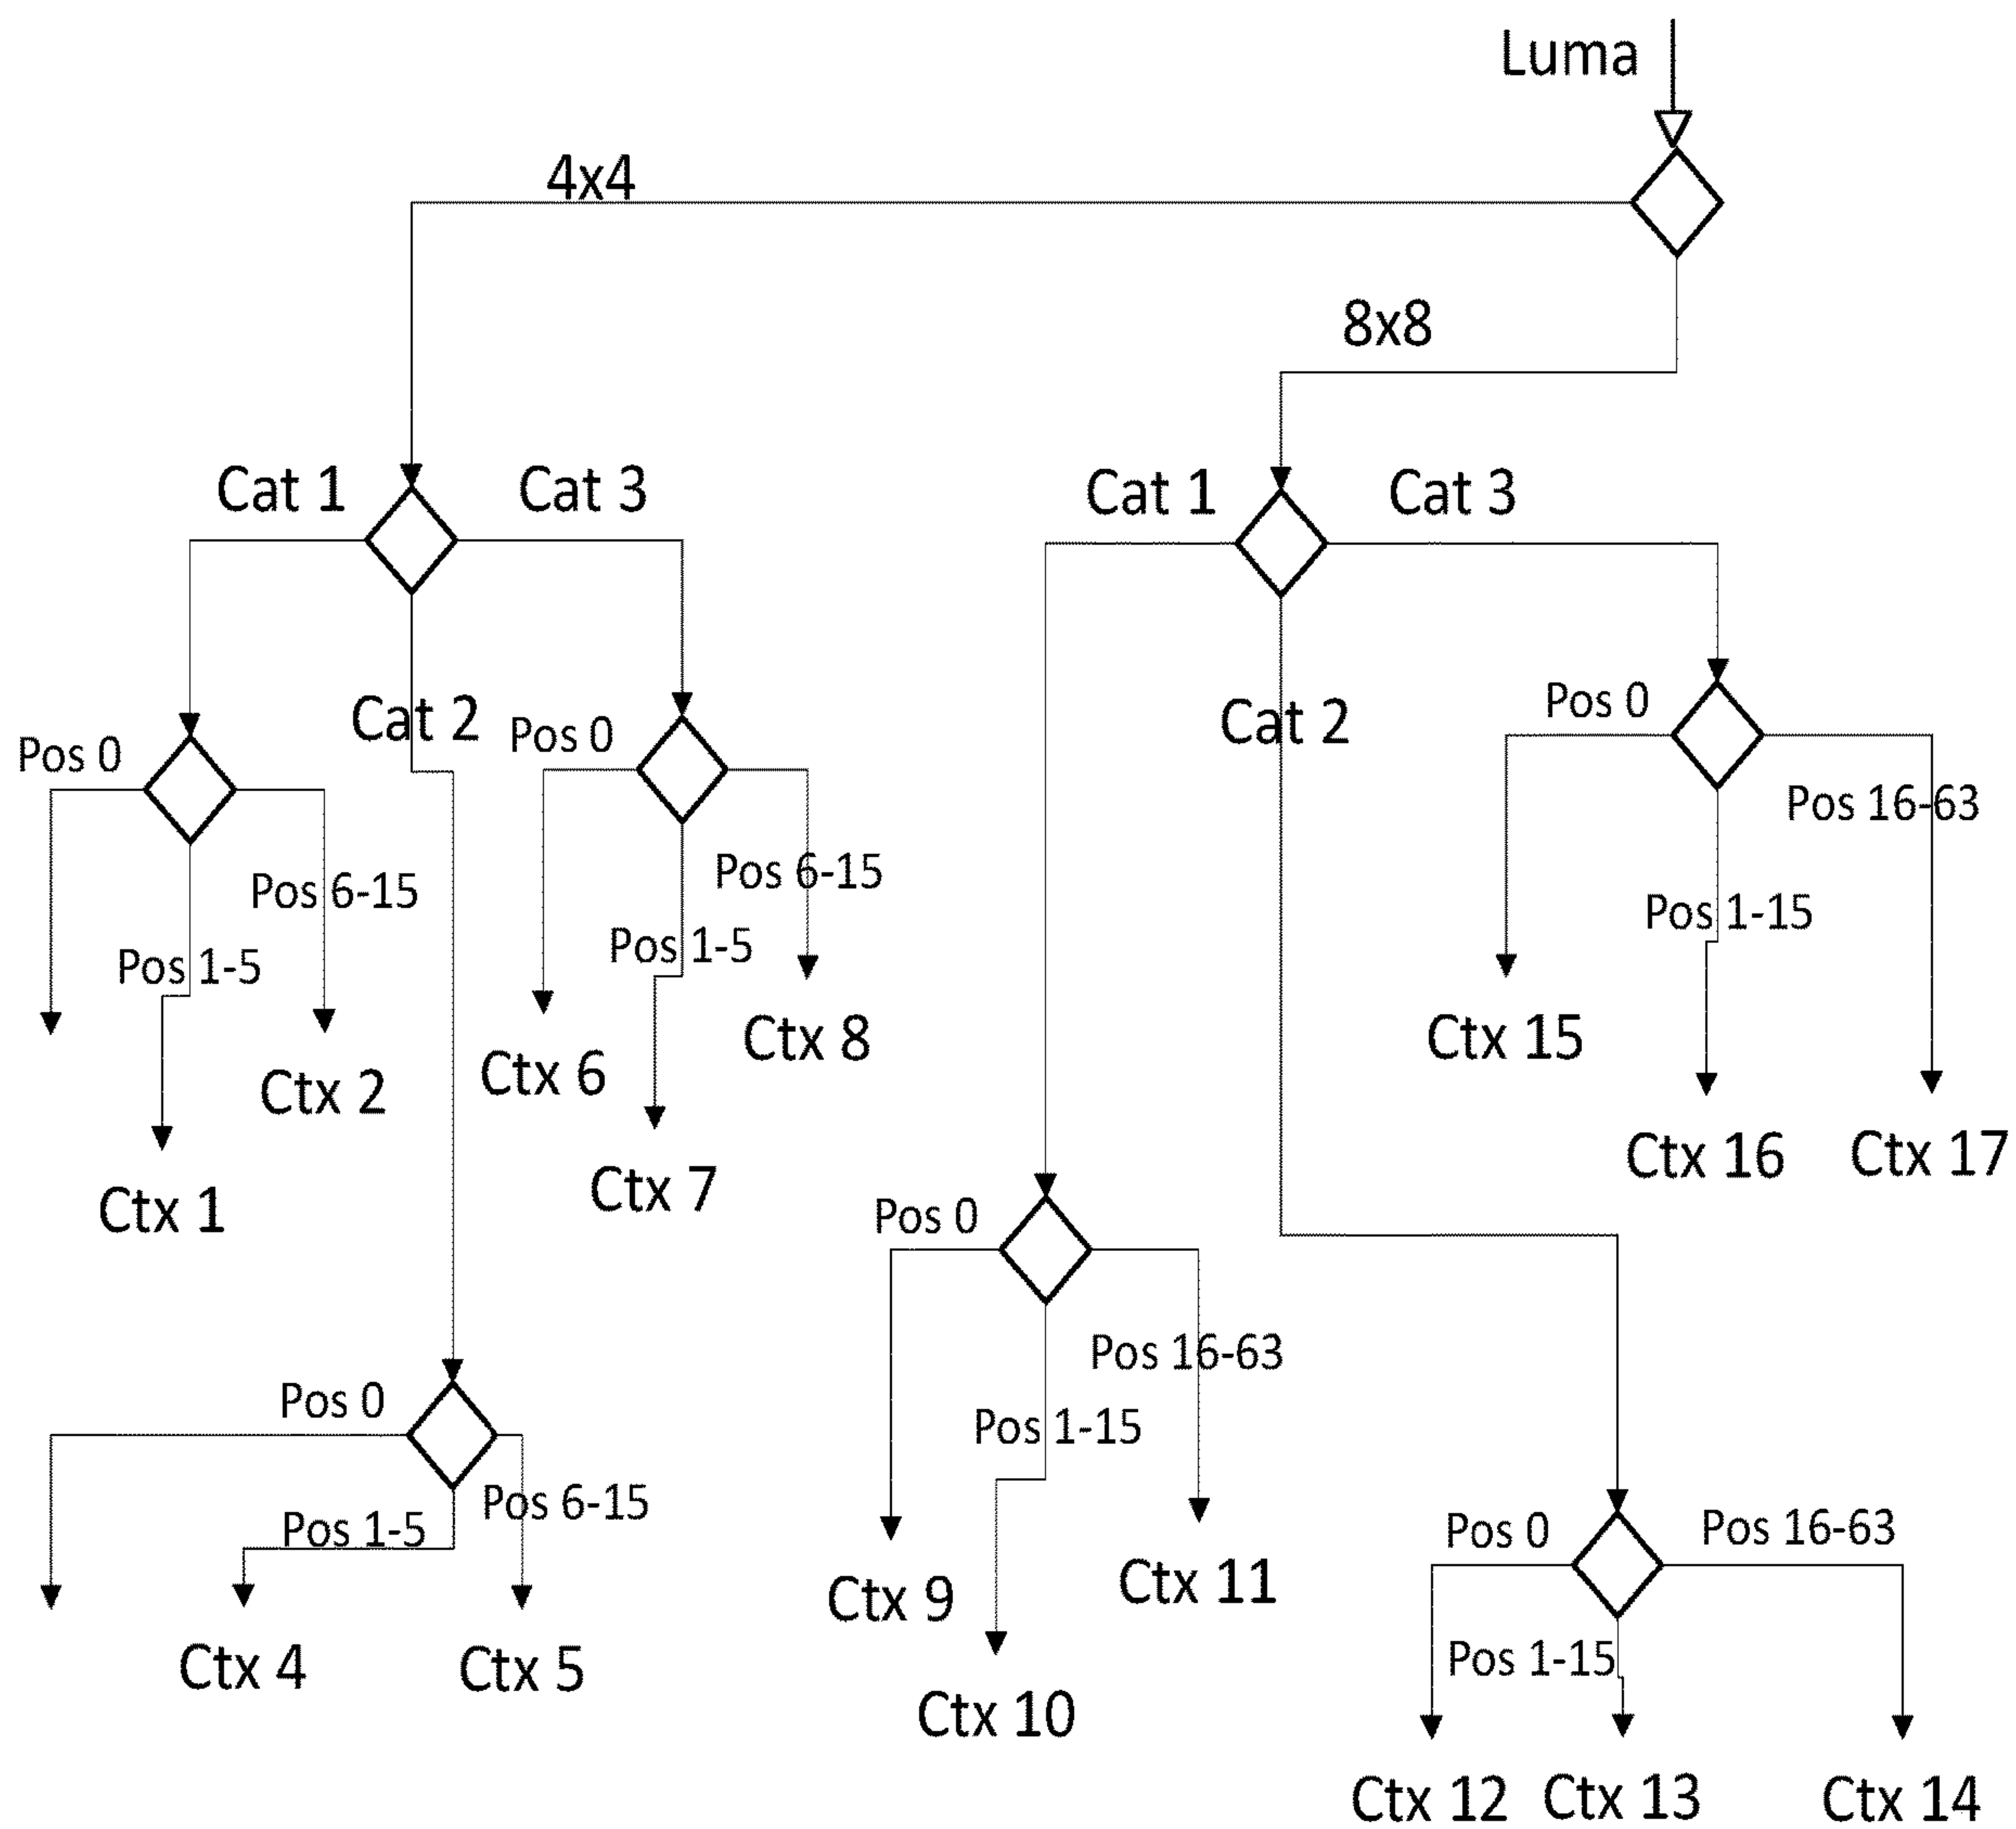 Luma
4x4
8x8
Cat 1
Cat 3
Cat 1
Cat 3
Cat 2
Cat 2
Pos 0
Pos 0
Pos 0
Pos 6-15
Pos 6-15
Pos 16-63
Pos 1-5
Pos 1-5
Pos 1-15
Ctx 2
Ctx 6
Ctx 8
Ctx 15
Ctx 1
Ctx 7
Ctx 16
Ctx 17
Pos 0
Pos 16-63
Pos 1-15
Pos 0
Pos 1-5
Pos 6-15
Pos 0
Pos 16-63
Ctx 9
Ctx 11
Ctx 4
Ctx 5
Pos 1-15
Ctx 10
Ctx 12
Ctx 13
Ctx 14